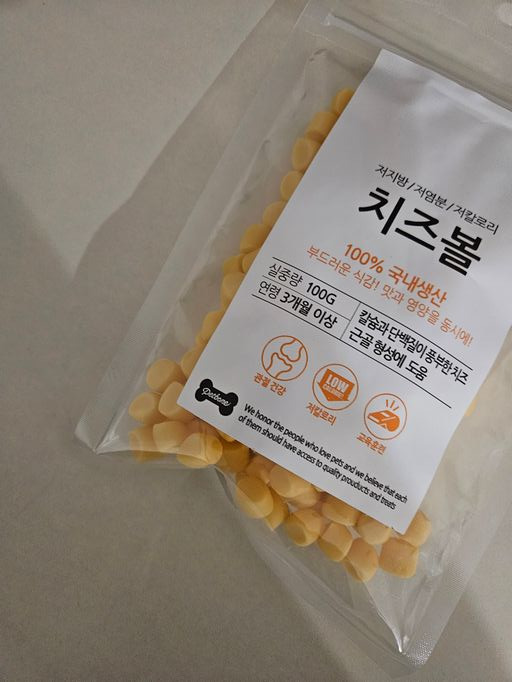 저지방 / 저염분 / 저칼로리
치즈볼
100% 국내생산
부드러운 식감! 맛과 영양을 동시에!
실중량 100G
연령 3개월 이상
칼슘과 단백질이 풍부한 치즈
근골 형성에 도움
관절 건강
LOW
CALORIES
저칼로리
교육훈련
We honor the people who love pets and we believe that each
of them should have access to quality prouducts and treats